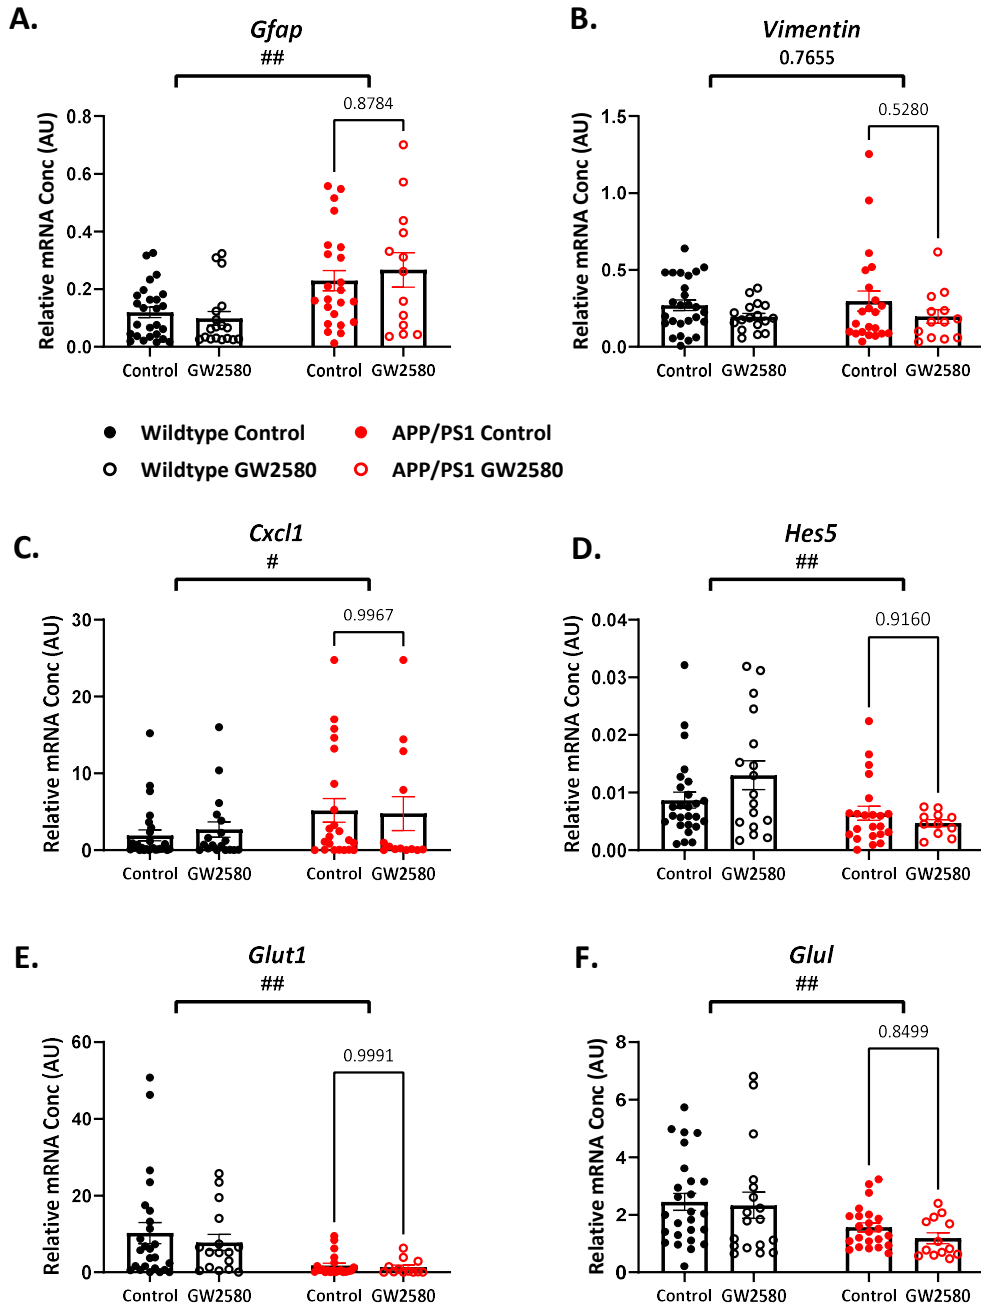 A.
Gfap
##
0.8784
Relative mRNA Conc (AU)
0.8
0.6
0.4
0.2
0.0
Control GW2580 Control GW2580
B.
Vimentin
0.7655
0.5280
Relative mRNA Conc (AU)
1.5
1.0
0.5
0.0
Control GW2580 Control GW2580
Wildtype Control
APP/PS1 Control
Wildtype GW2580
APP/PS1 GW2580
C.
Cxcl1
#
0.9967
Relative mRNA Conc (AU)
30
20
10
0
Control GW2580 Control GW2580
D.
Hes5
##
0.9160
Relative mRNA Conc (AU)
0.04
0.03
0.02
0.01
0.00
Control GW2580 Control GW2580
E.
Glut1
##
0.9991
Relative mRNA Conc (AU)
60
40
20
0
Control GW2580 Control GW2580
F.
Glul
##
0.8499
Relative mRNA Conc (AU)
8
6
4
2
0
Control GW2580 Control GW2580